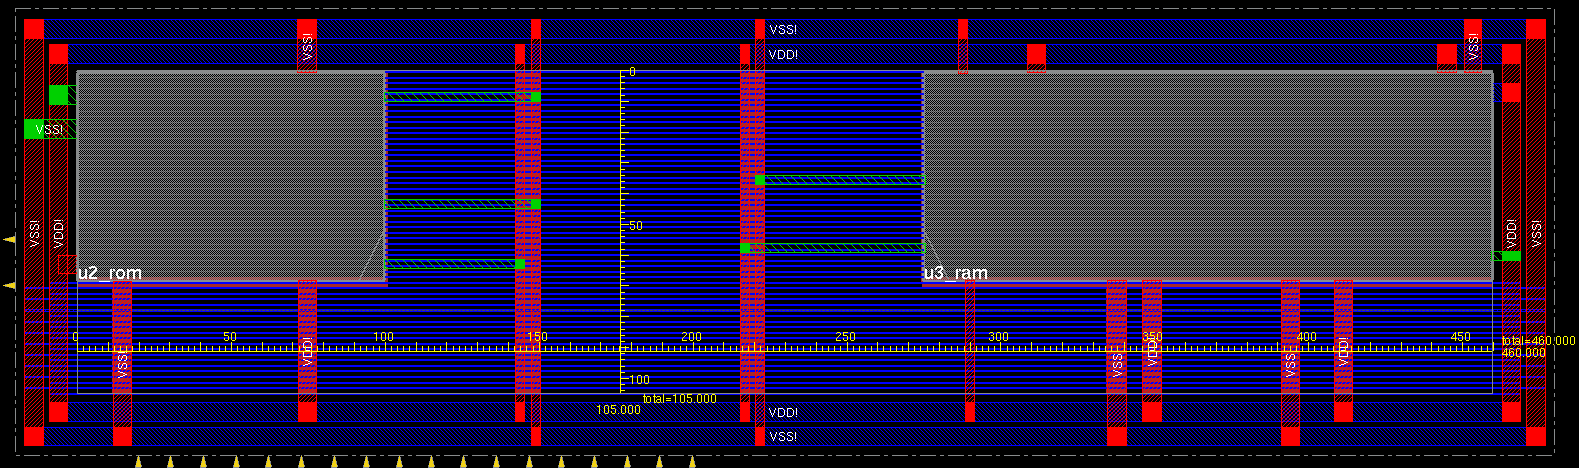 VSS!
VSS!
VSS!
VDD!
0
VSS!
50
VSS!
VDD!
VDD!
VSS!
u2_rom
u3_ram
0
50
100
150
200
250
300
350
400
450
total=460.000
460.000
VSS!
VDD!
VSS!
VDD!
VSS!
VDD!
100
total=105.000
105.000
VDD!
VSS!